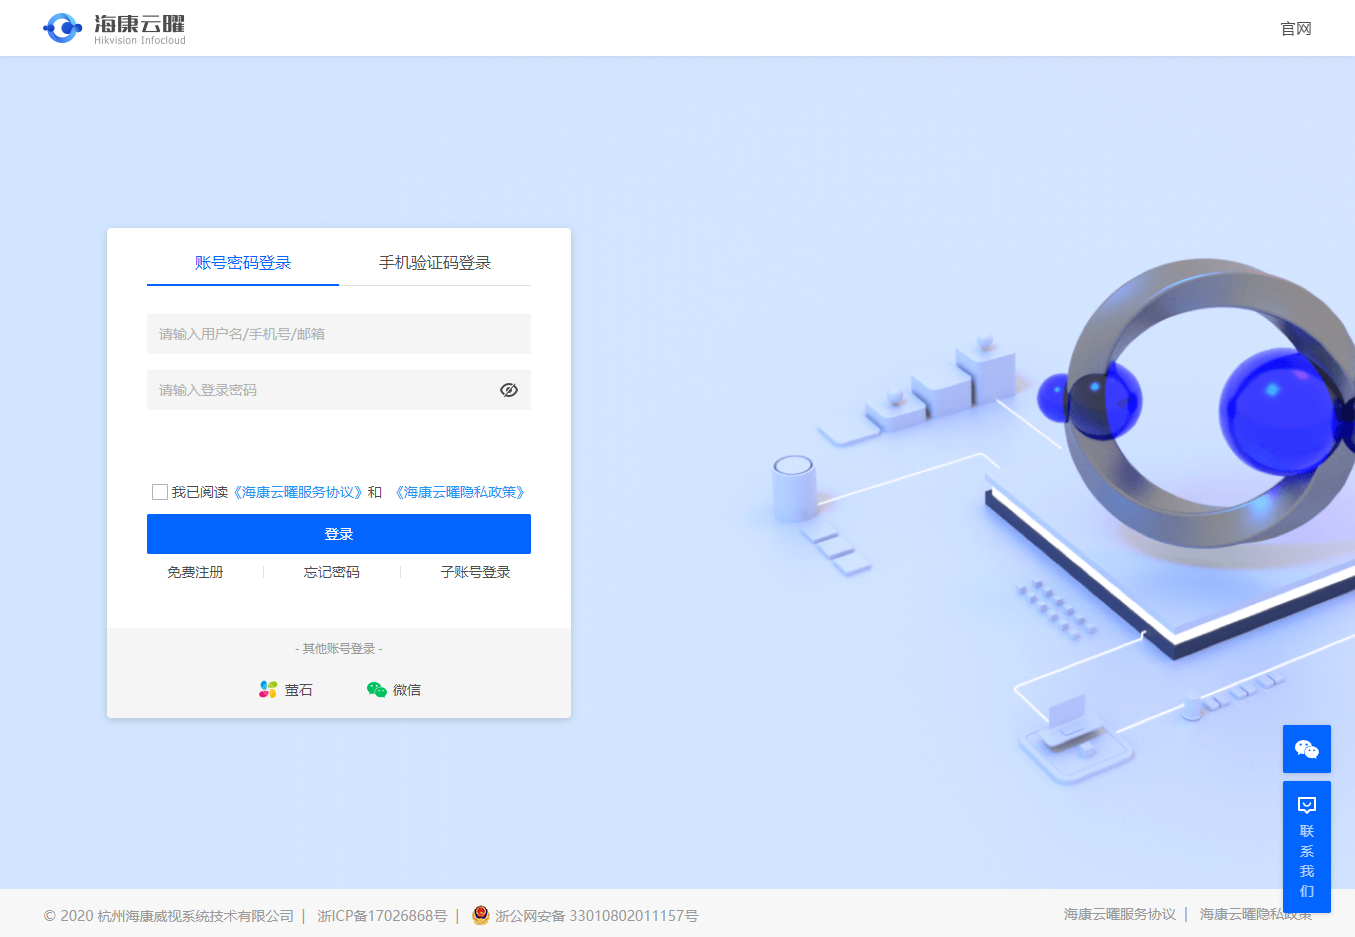 海康云曜
Hikvision Infocloud
官网
账号密码登录
手机验证码登录
请输入用户名/手机号/邮箱
请输入登录密码
我已阅读《海康云曜服务协议》和 《海康云曜隐私政策》
登录
免费注册
忘记密码
子账号登录
- 其他账号登录 -
萤石
微信
联系我们
© 2020 杭州海康威视系统技术有限公司 | 浙ICP备17026868号 | 浙公网安备 33010802011157号
海康云曜服务协议 | 海康云曜隐私政策